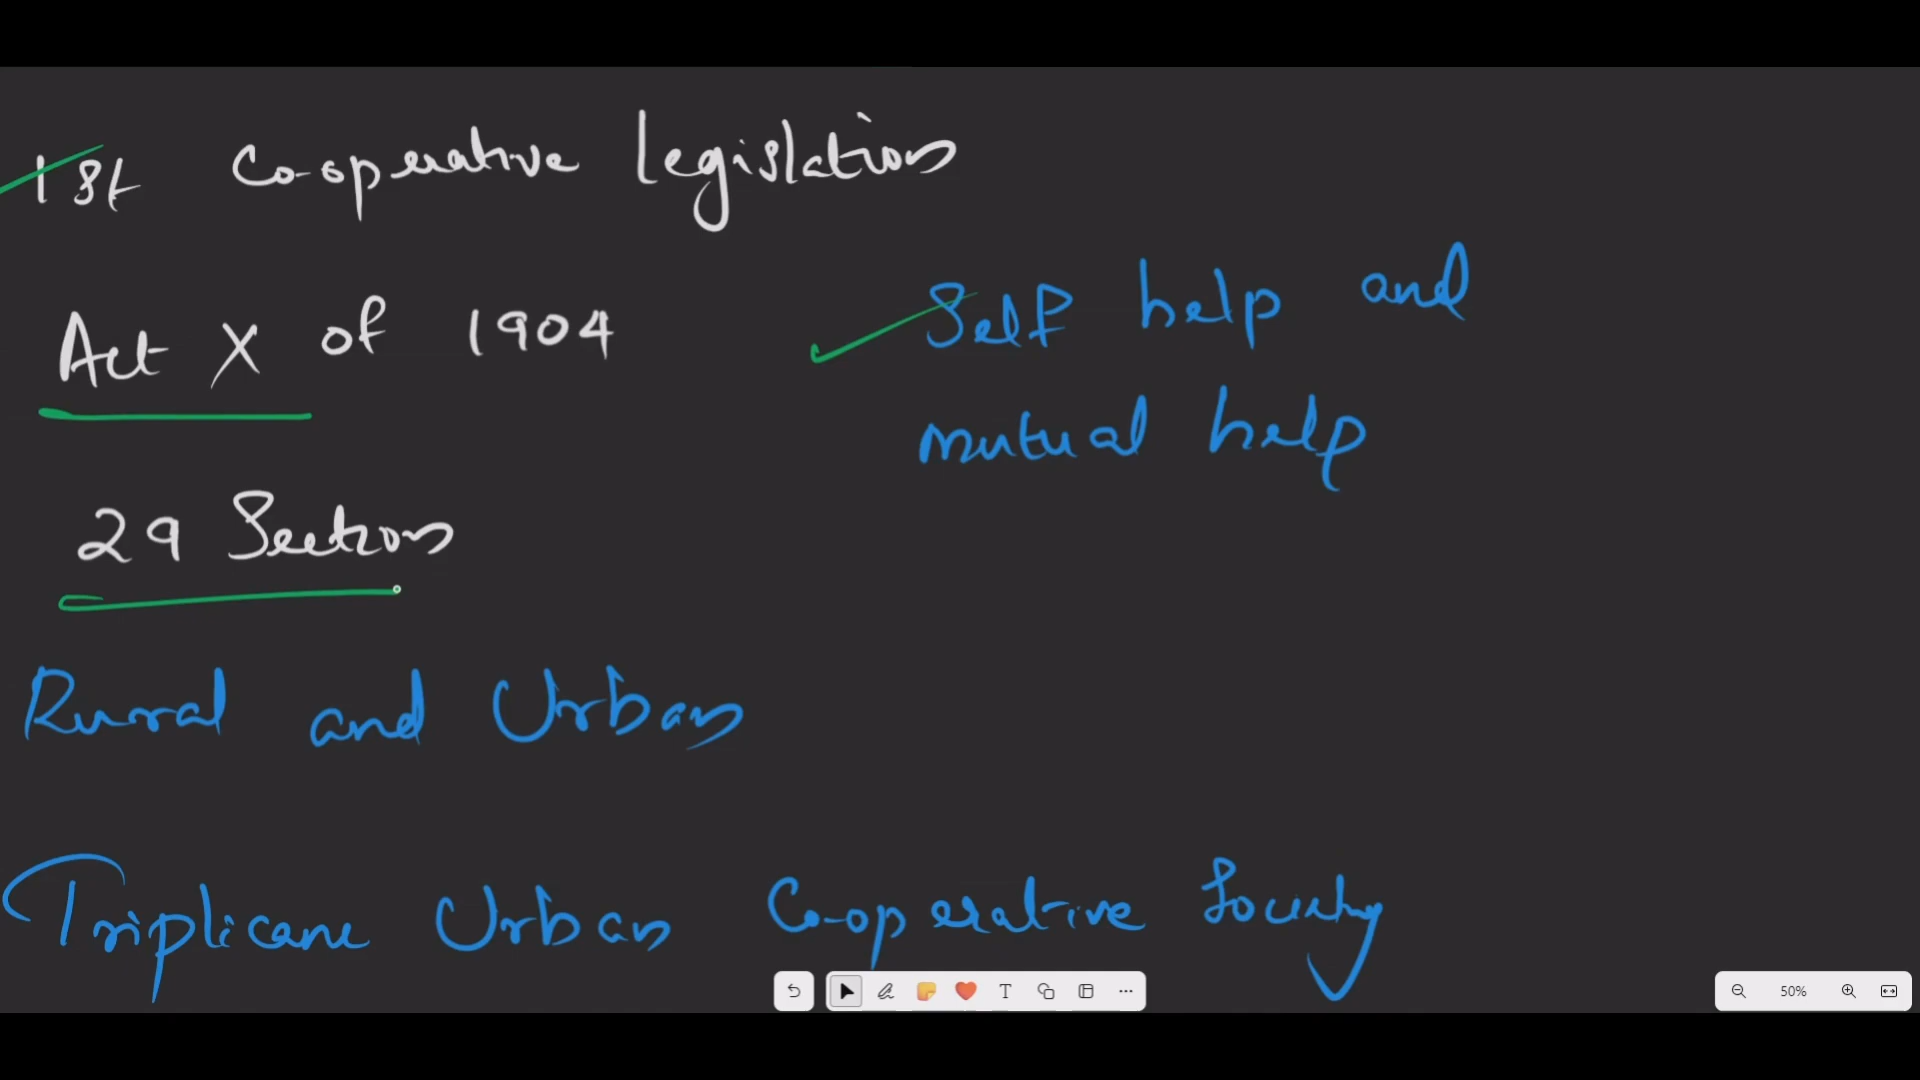 1st Co-operative legislation
Act X of 1904
Self help and
mutual help
29 Sections
Rural and Urban
Triplicane Urban Co-operative Society
T
50%